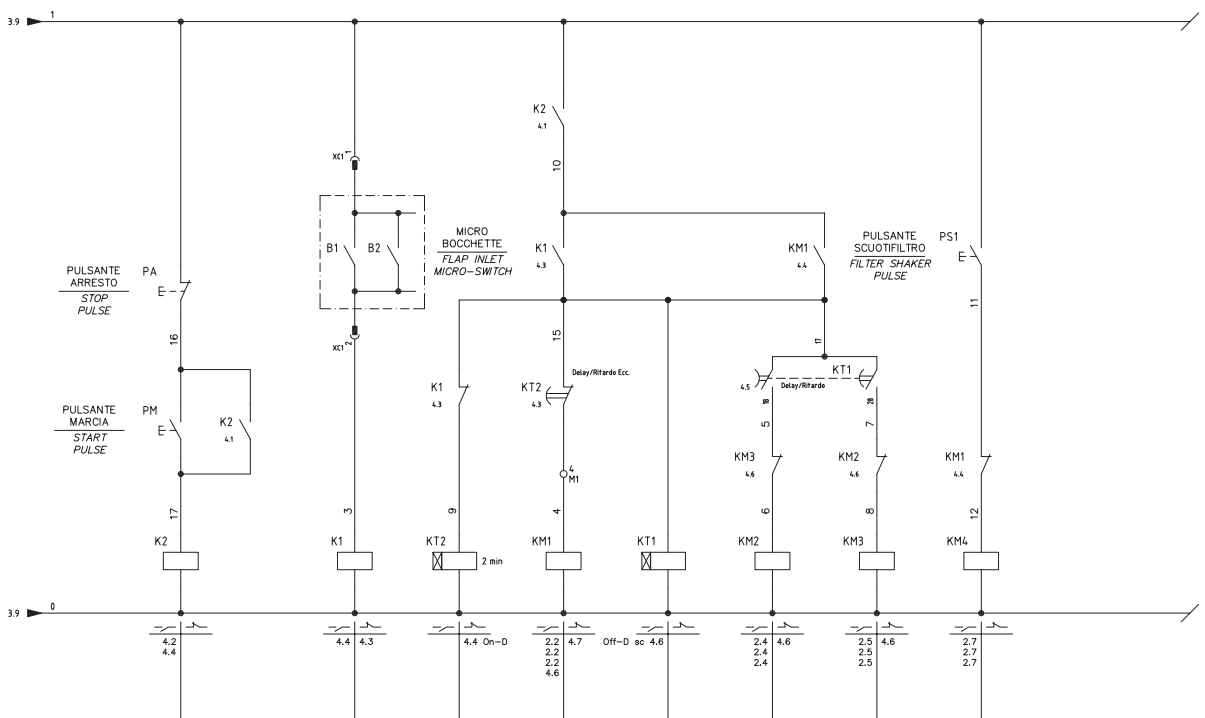 3.9 1
K2
4.1
10
XC1 1
B1
B2
MICRO
BOCCHETTE
FLAP INLET
MICRO-SWITCH
XC1 2
K1
4.3
KM1
4.4
PULSANTE
SCUOTIFILTRO
FILTER SHAKER
PULSE
PS1
11
PULSANTE
ARRESTO
STOP
PULSE
PA
16
15
17
K1
4.3
KT2
4.3
Delay/Ritardo Ecc.
4.5
Delay/Ritardo
KT1
18
28
5
7
PULSANTE
MARCIA
START
PULSE
PM
K2
4.1
4
M1
KM3
4.6
KM2
4.6
KM1
4.4
17
3
9
4
6
8
12
K2
K1
KT2
2 min
KM1
KT1
KM2
KM3
KM4
3.9 0
4.2
4.4
4.4 4.3
4.4 On-D
2.2 4.7
2.2
2.2
4.6
Off-D sc 4.6
2.4 4.6
2.4
2.4
2.5 4.6
2.5
2.5
2.7
2.7
2.7